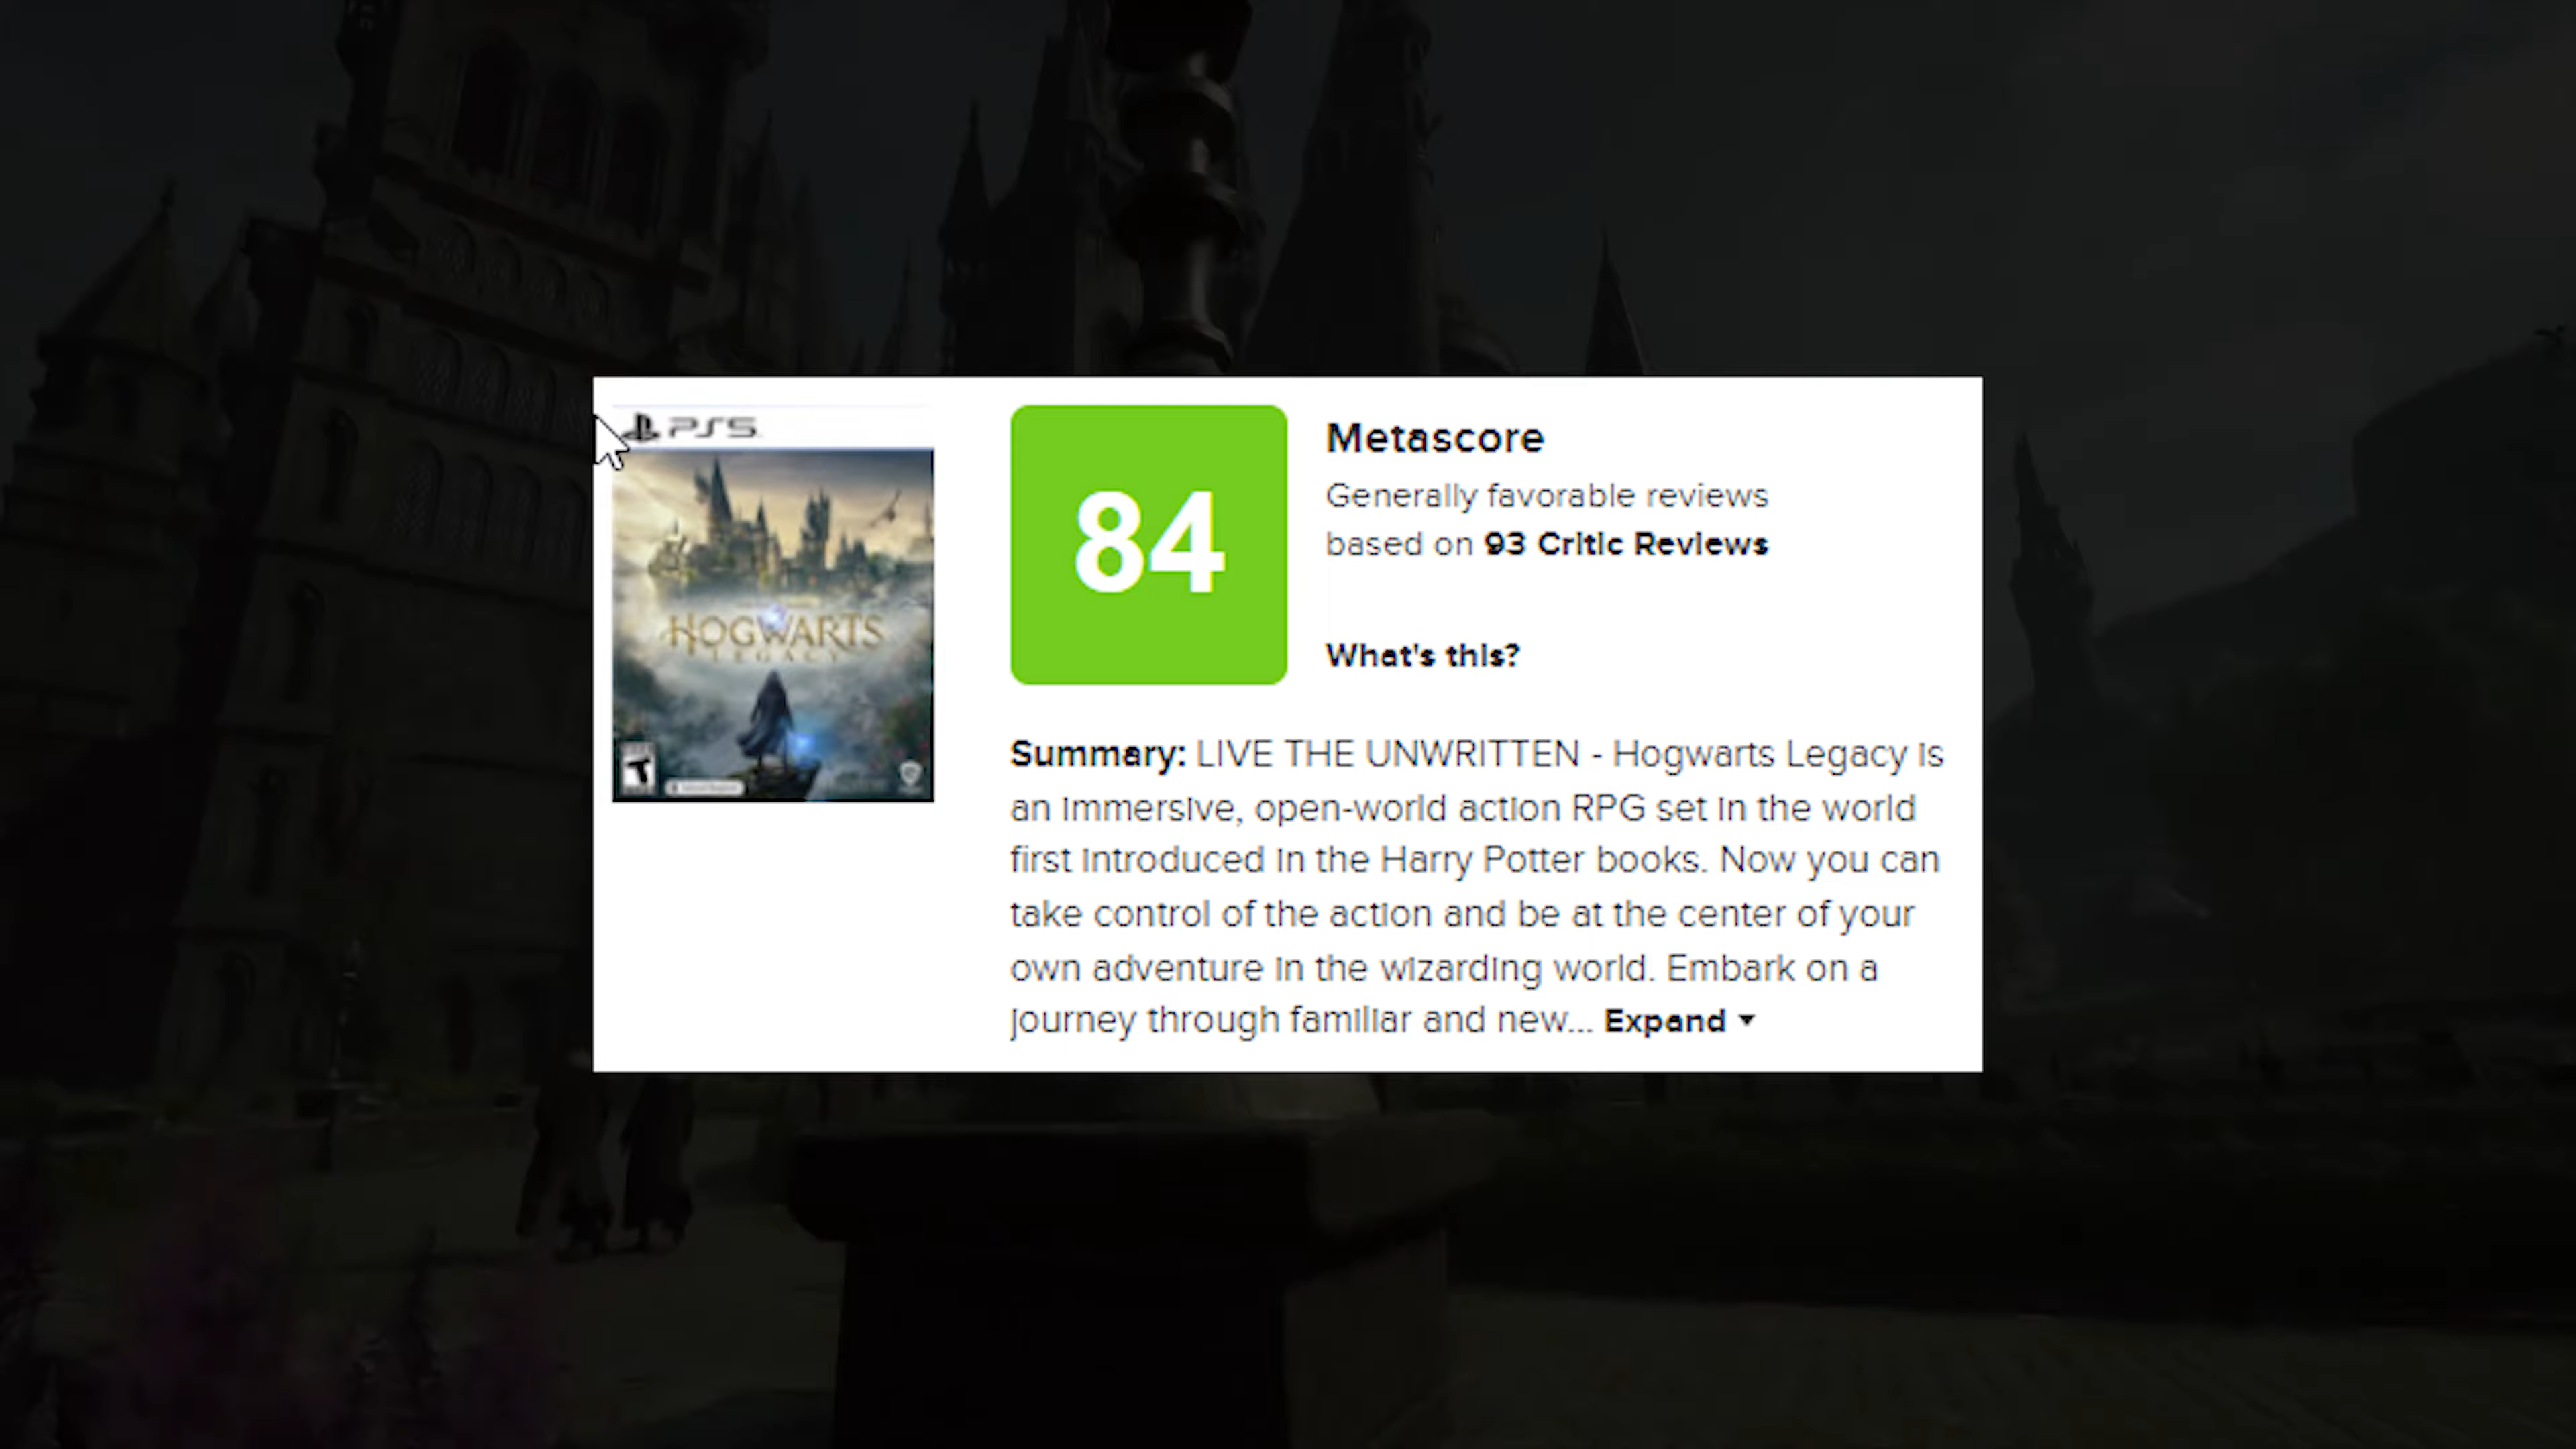 PS5
HOGWARTS
LEGACY
T
84
Metascore
Generally favorable reviews
based on 93 Critic Reviews
What's this?
Summary: LIVE THE UNWRITTEN - Hogwarts Legacy is
an immersive, open-world action RPG set in the world
first introduced in the Harry Potter books. Now you can
take control of the action and be at the center of your
own adventure in the wizarding world. Embark on a
journey through familiar and new... Expand